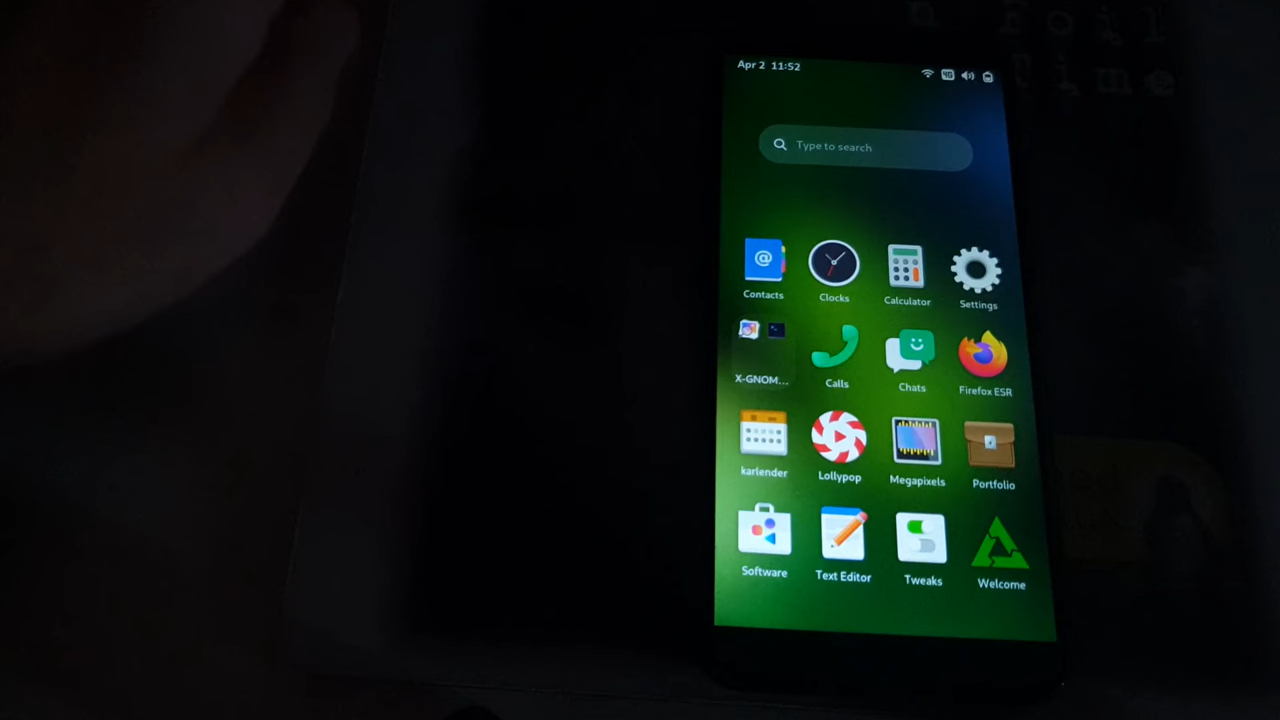 Apr 2 11:52
4G
Type to search
Contacts
Clocks
Calculator
Settings
X-GNOM...
Calls
Chats
Firefox ESR
karlender
Lollypop
Megapixels
Portfolio
Software
Text Editor
Tweaks
Welcome